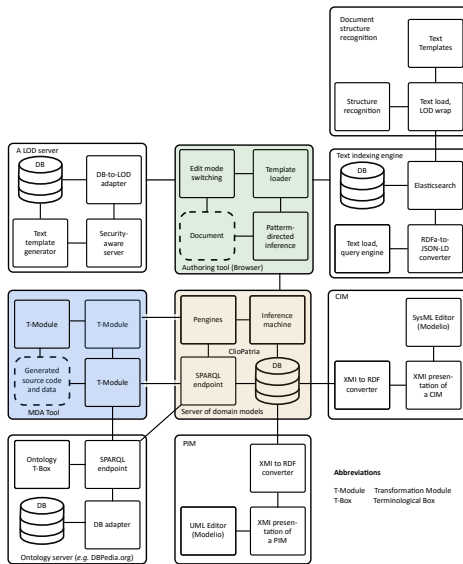 Document
structure
recognition
Text
Templates
Structure
recognition
Text load,
LOD wrap
A LOD server
DB
DB-to-LOD
adapter
Text
template
generator
Security-
aware
server
Edit mode
switching
Template
loader
Document
Pattern-
directed
inference
Authoring tool (Browser)
Text indexing engine
DB
Elasticsearch
Text load,
query engine
RDFa-to-
JSON-LD
converter
T-Module
T-Module
Generated
source code
and data
T-Module
MDA Tool
Pengines
Inference
machine
ClioPatria
SPARQL
endpoint
DB
Server of domain models
CIM
SysML Editor
(Modelio)
XMI to RDF
converter
XMI presen-
tation of
a CIM
Ontology
T-Box
SPARQL
endpoint
DB
DB adapter
Ontology server (e.g. DBPedia.org)
PIM
XMI to RDF
converter
UML Editor
(Modelio)
XMI presen-
tation of
a PIM
Abbreviations
T-Module Transformation Module
T-Box Terminological Box